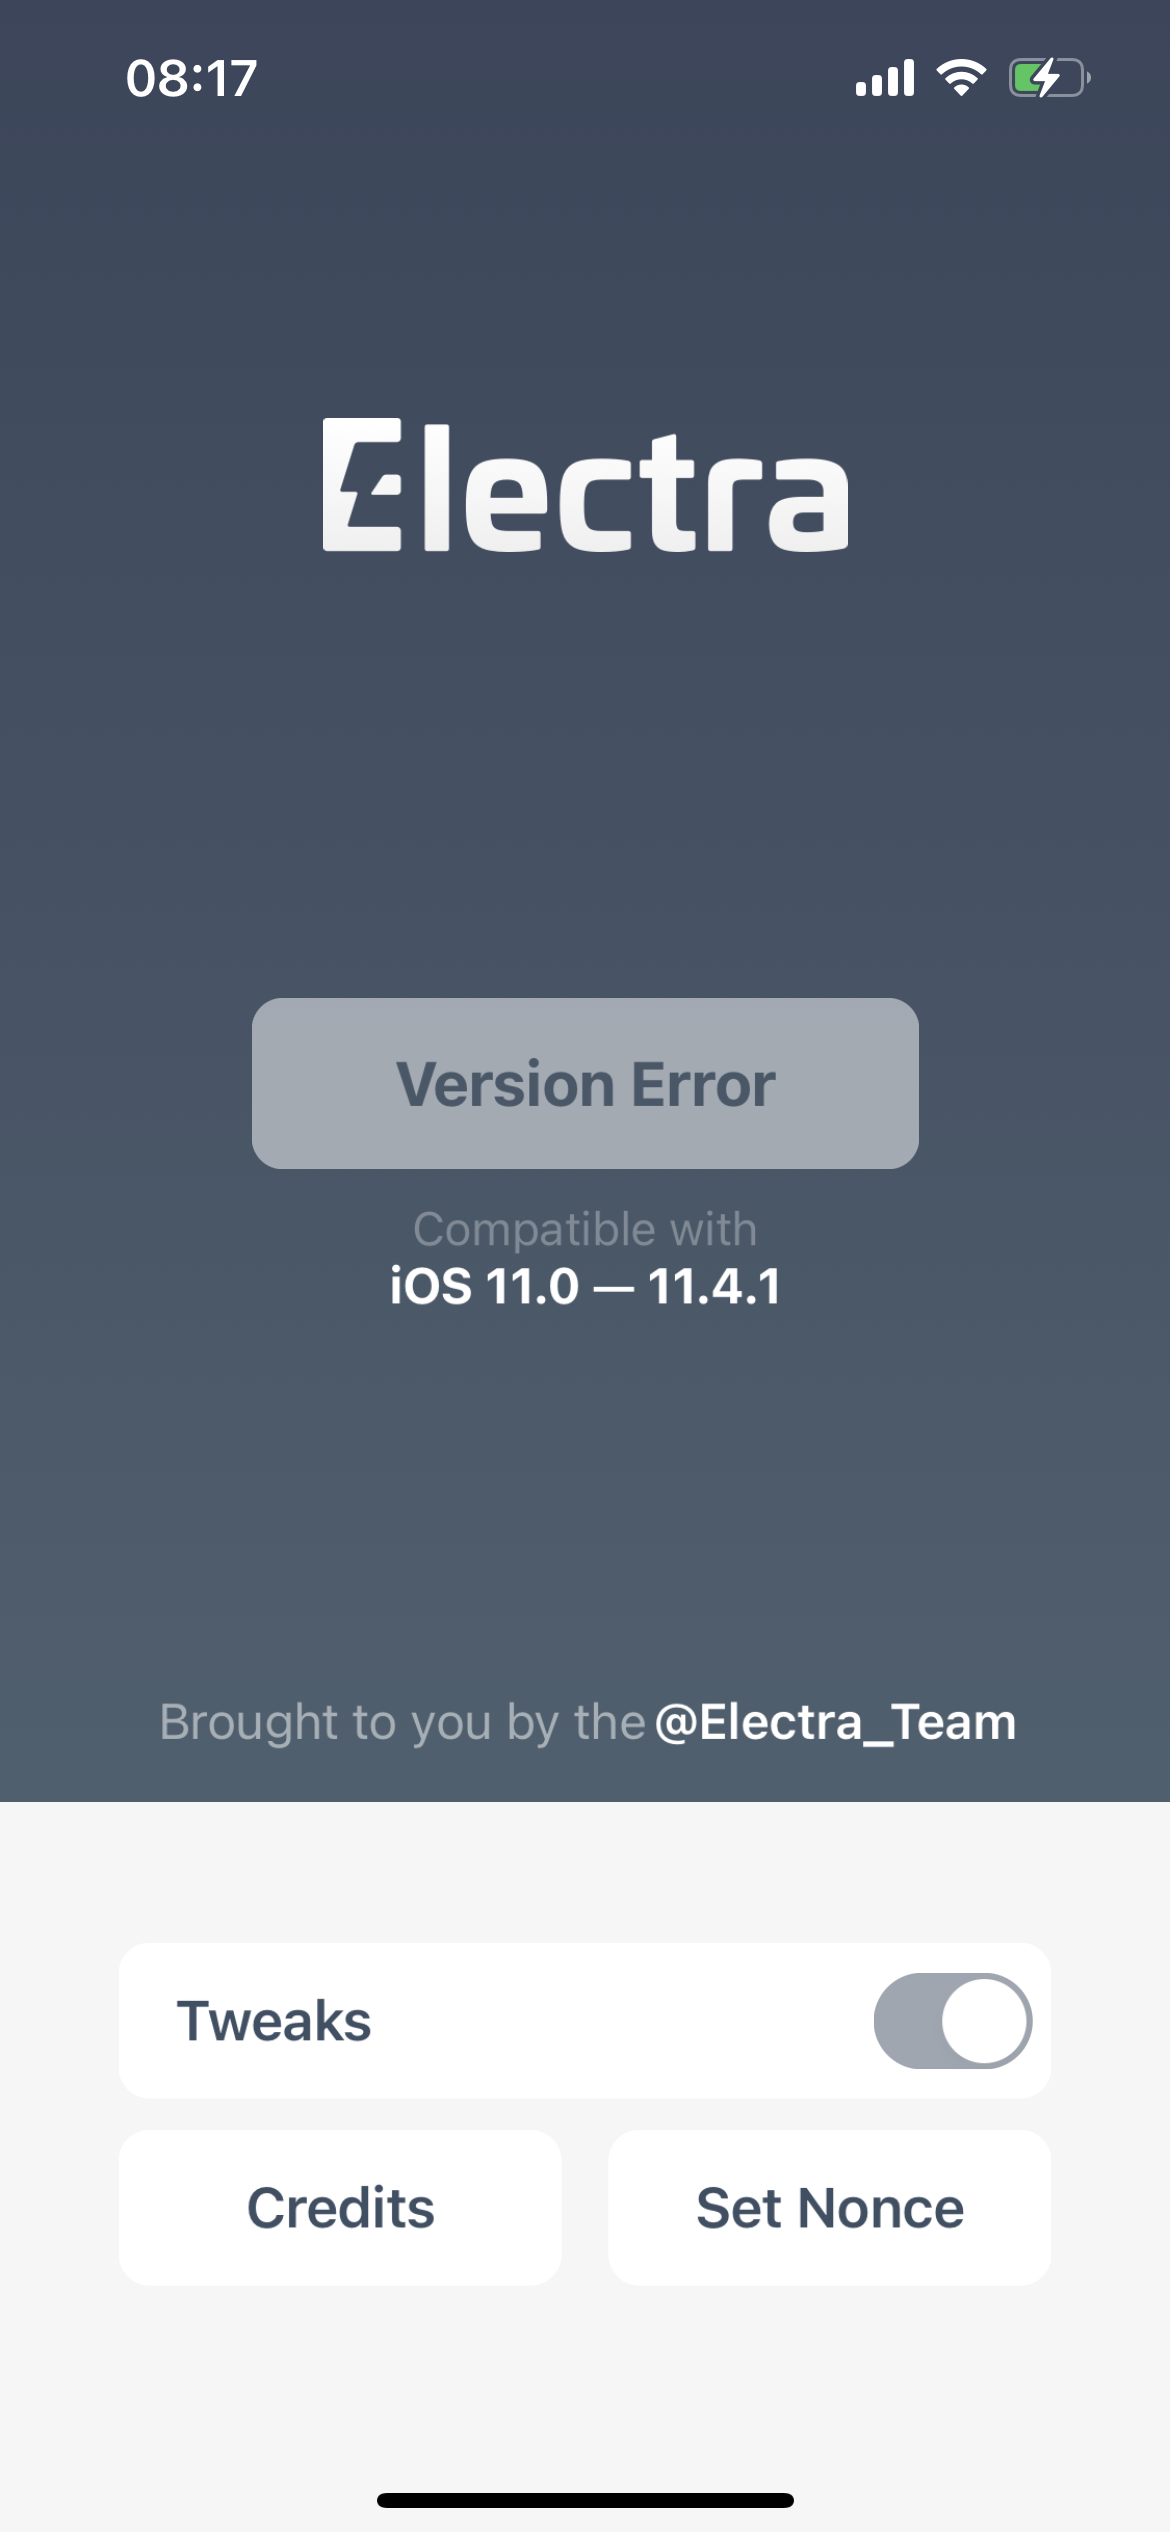 08:17
Electra
Version Error
Compatible with
iOS 11.0 — 11.4.1
Brought to you by the @Electra_Team
Tweaks
Credits
Set Nonce